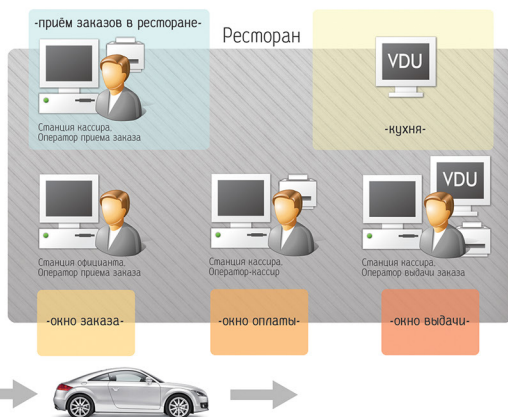 -приём заказов в ресторане-
Ресторан
VDU
Станция кассира.
Оператор приема заказа
-кухня-
VDU
Станция официанта.
Оператор приема заказа
Станция кассира.
Оператор-кассир
Станция кассира.
Оператор выдачи заказа
-окно заказа-
-окно оплаты-
-окно выдачи-